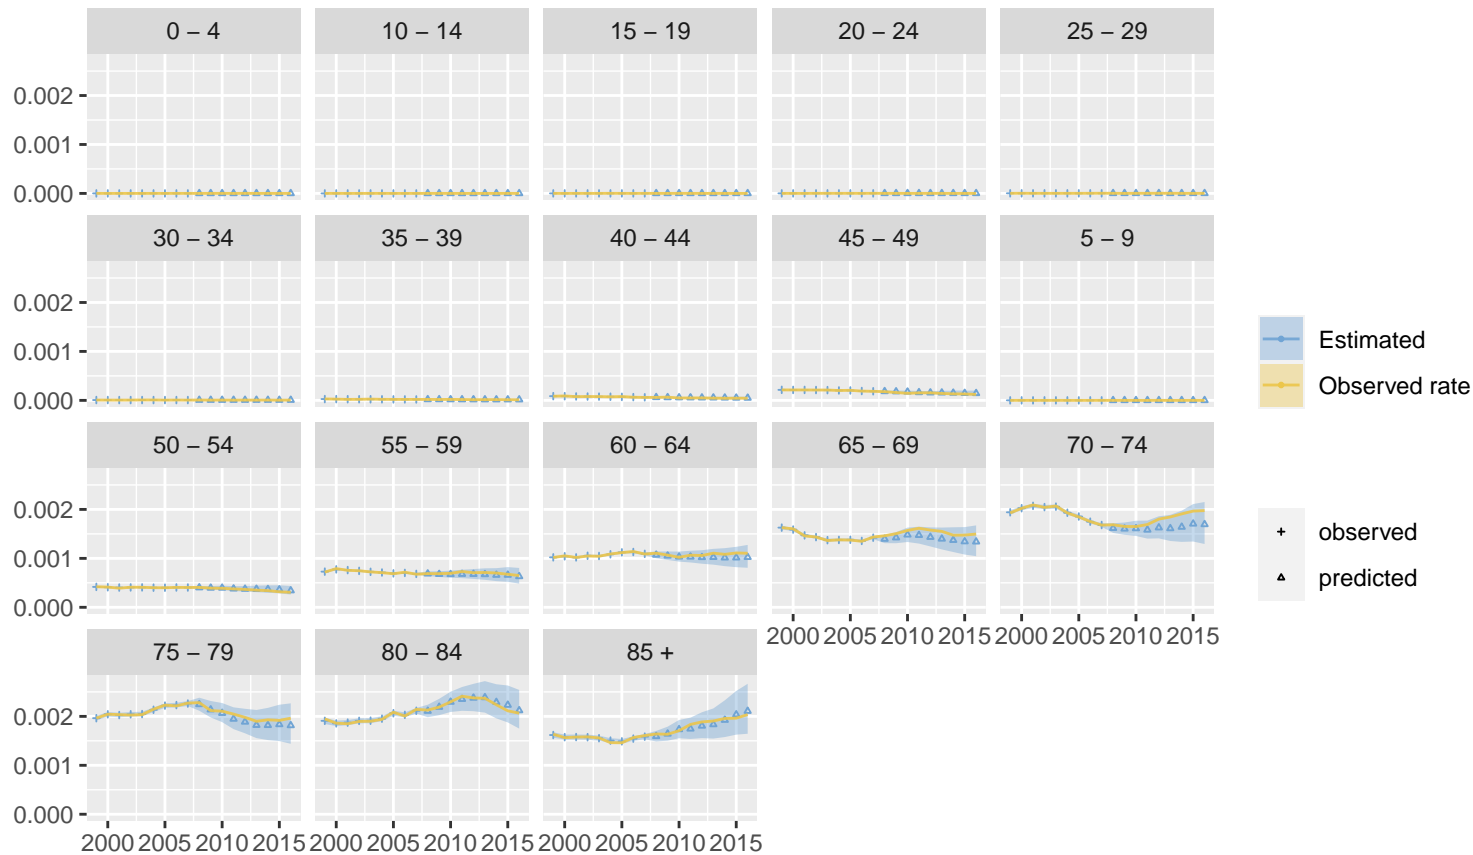 0 – 4 10 – 14 15 – 19 20 – 24 25 – 29
0.002
0.001
0.000
30 – 34 35 – 39 40 – 44 45 – 49 5 – 9
0.002
0.001
0.000
50 – 54 55 – 59 60 – 64 65 – 69 70 – 74
0.002
0.001
0.000
2000 2005 2010 2015 2000 2005 2010 2015
75 – 79 80 – 84 85 +
0.002
0.001
0.000
2000 2005 2010 2015 2000 2005 2010 2015 2000 2005 2010 2015
Estimated
Observed rate
observed
predicted